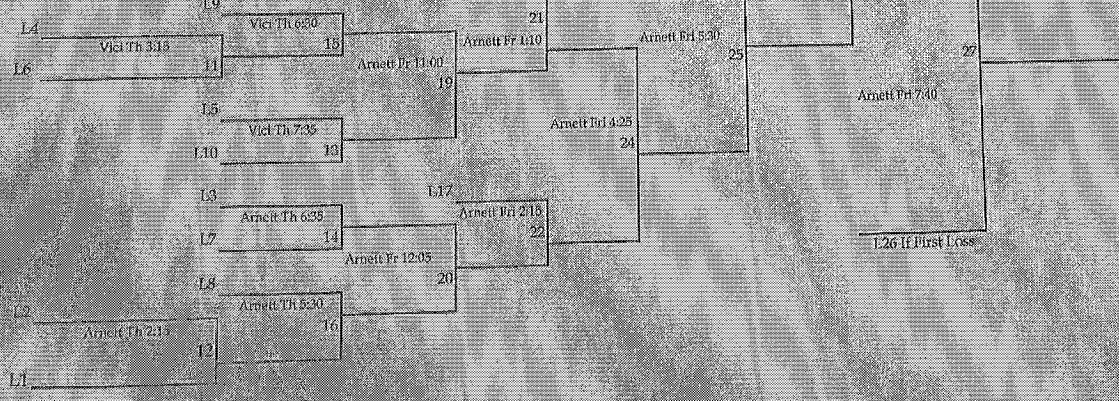 L9
L4
Vici Th 6:30
Vici Th 3:15
15
L6
11
21
Arnett Fr 1:10
Arnett Fr 11:00
19
Arnett Fri 5:30
25
27
Arnett Fri 7:40
L5
Vici Th 7:35
L10
13
Arnett Fri 4:25
24
L3
Arnett Th 6:35
L7
14
L17
Arnett Fri 2:15
22
Arnett Fr 12:05
20
L26 If First Loss
L8
Arnett Th 5:30
16
L2
Arnett Th 2:15
12
L1